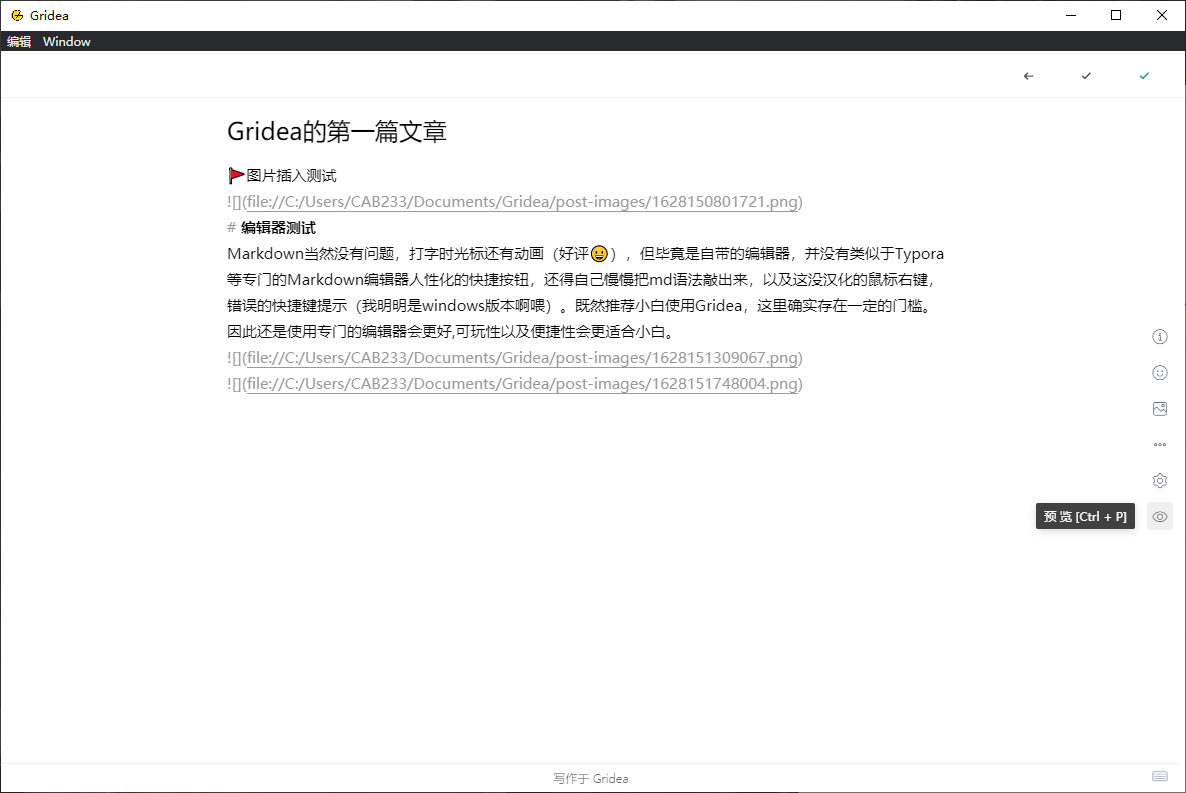 Gridea
编辑 Window
Gridea的第一篇文章
🚩图片插入测试
![](file://C:/Users/CAB233/Documents/Gridea/post-images/1628150801721.png)
# 编辑器测试
Markdown当然没有问题，打字时光标还有动画（好评😀），但毕竟是自带的编辑器，并没有类似于Typora
等专门的Markdown编辑器人性化的快捷按钮，还得自己慢慢把md语法敲出来，以及这没汉化的鼠标右键，
错误的快捷键提示（我明明是windows版本啊喂）。既然推荐小白使用Gridea，这里确实存在一定的门槛。
因此还是使用专门的编辑器会更好,可玩性以及便捷性会更适合小白。
![](file://C:/Users/CAB233/Documents/Gridea/post-images/1628151309067.png)
![](file://C:/Users/CAB233/Documents/Gridea/post-images/1628151748004.png)
预览 [Ctrl + P]
写作于 Gridea